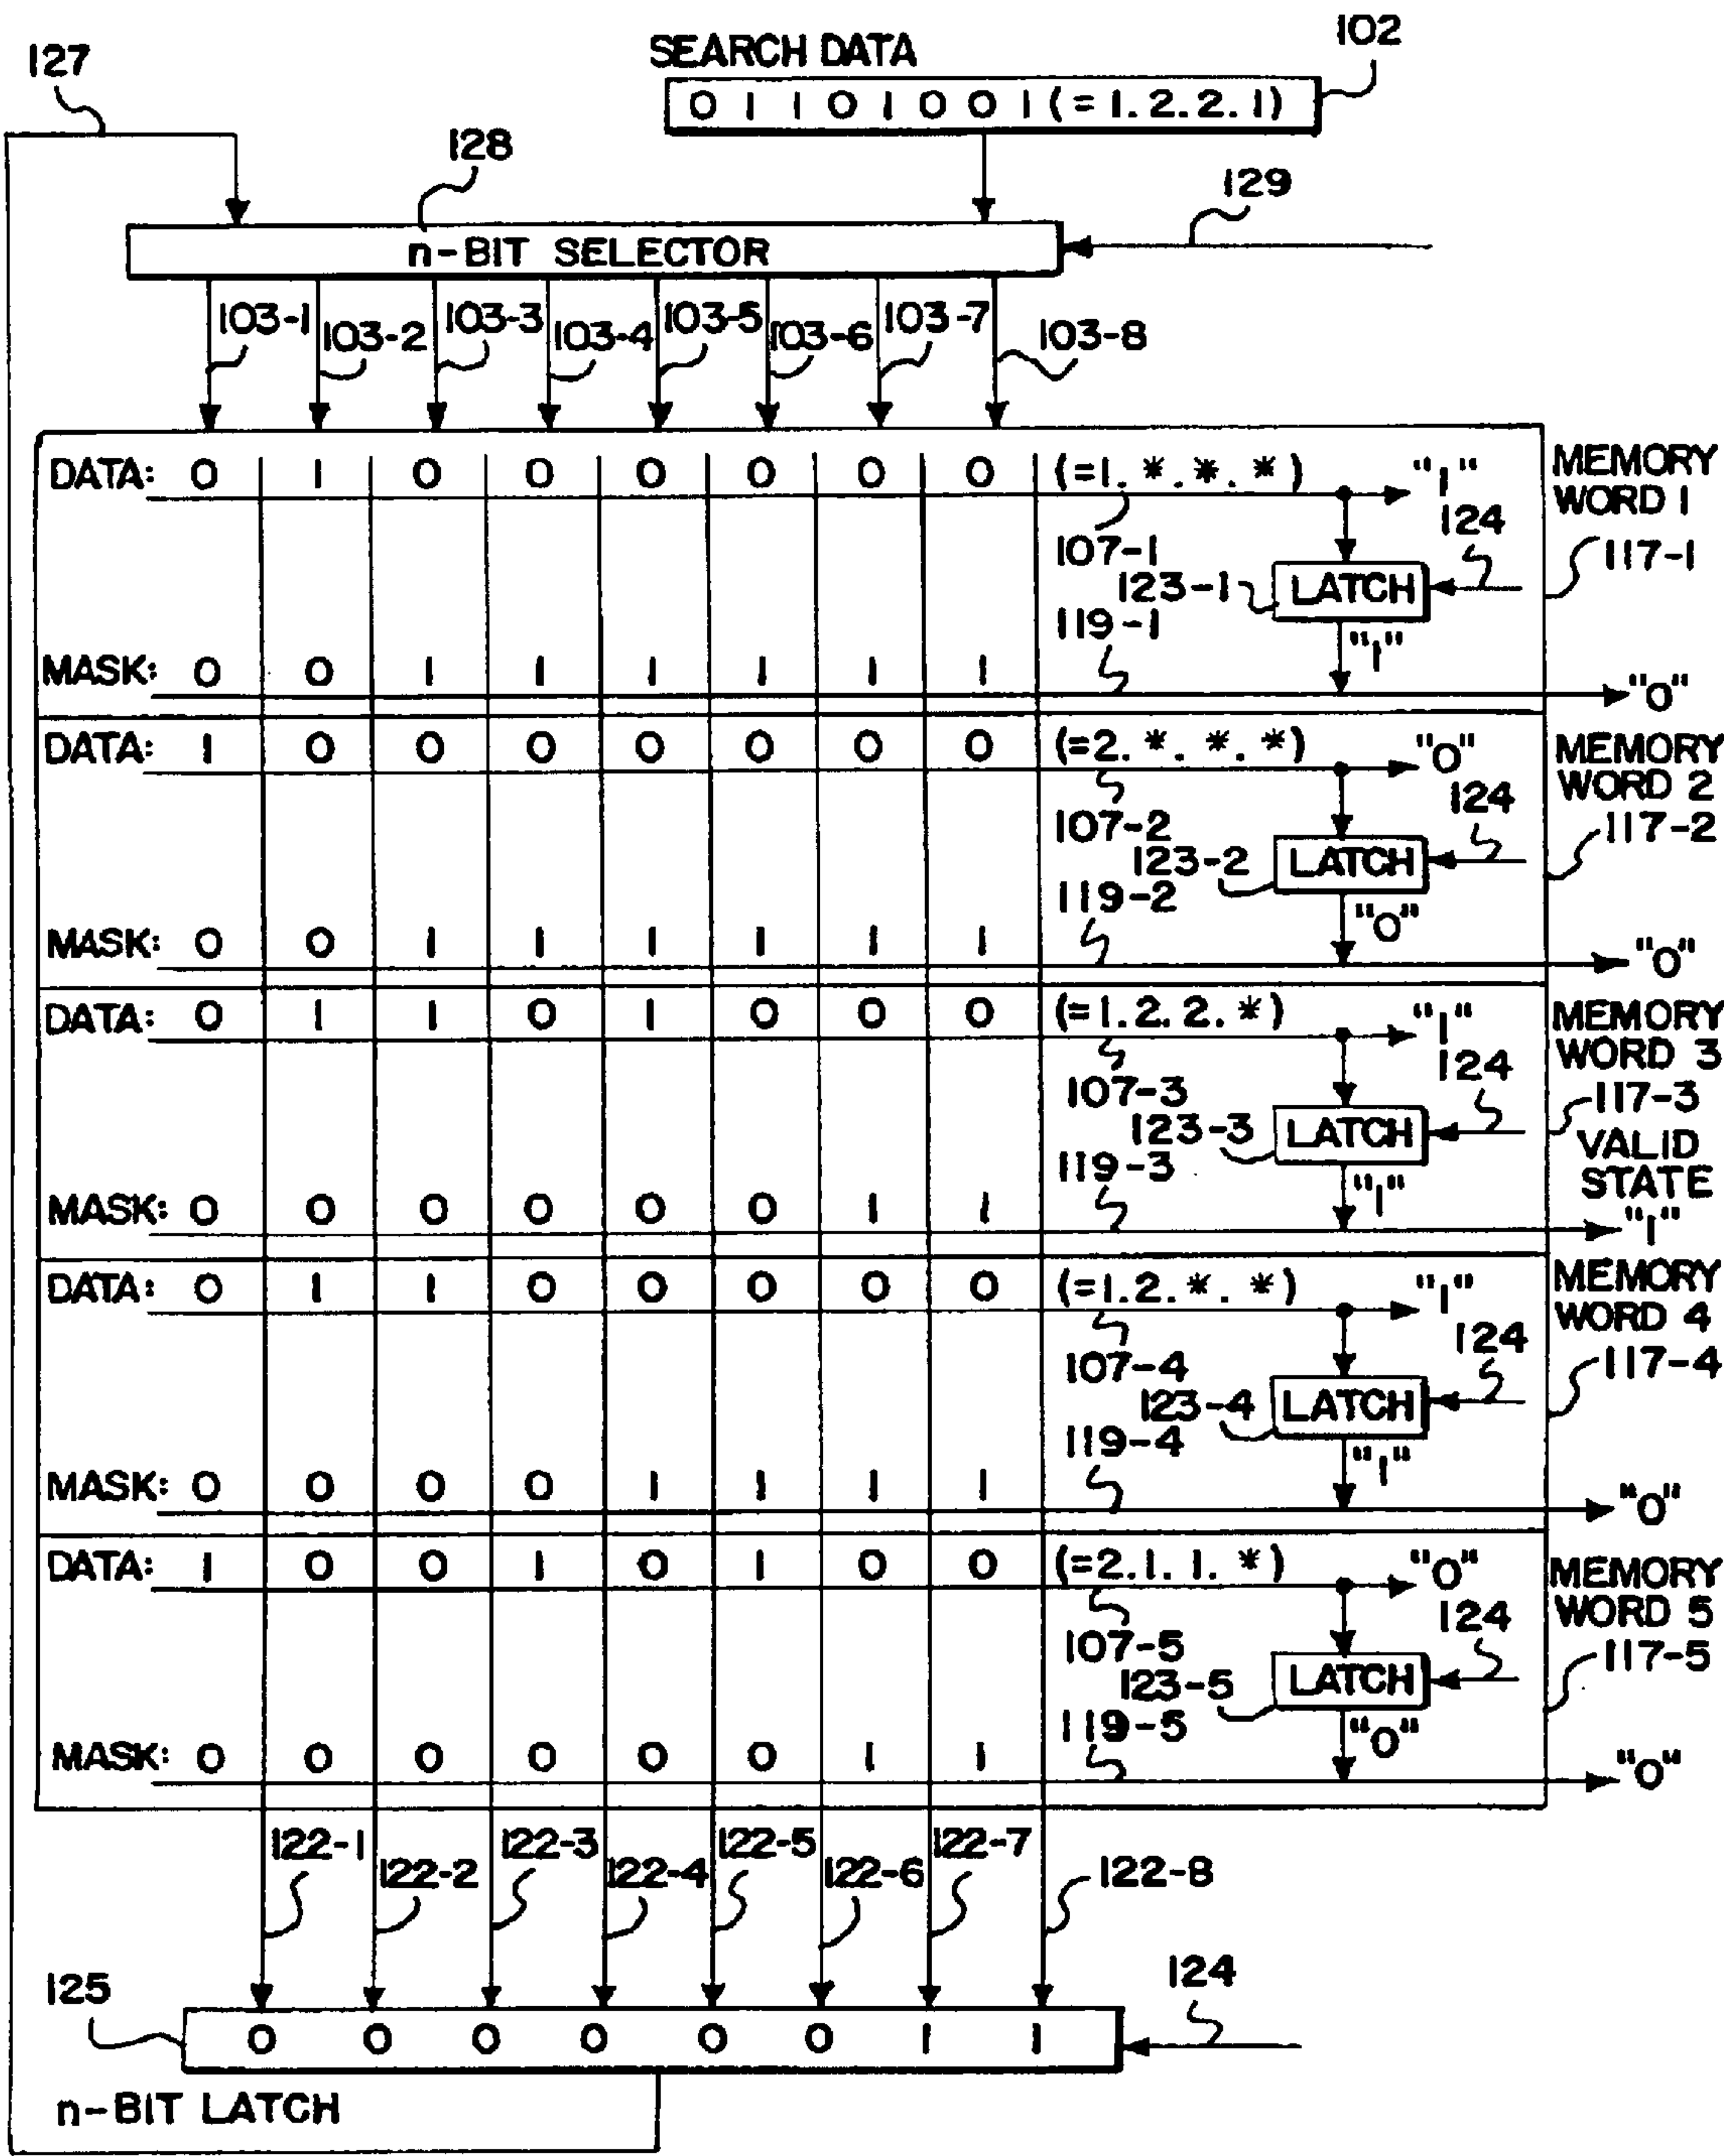 127
SEARCH DATA
102
0 1 1 0 1 0 0 1 (= 1. 2. 2. 1)
128
129
n-BIT SELECTOR
103-1 103-2 103-3 103-4 103-5 103-6 103-7 103-8
DATA: 0 1 0 0 0 0 0 0 (=1. *. *. *) "1" MEMORY WORD 1
124
107-1
117-1
123-1 LATCH
119-1
"1"
MASK: 0 0 1 1 1 1 1 1 "0"
DATA: 1 0 0 0 0 0 0 0 (=2. *. *. *) "0" MEMORY WORD 2
124
107-2
117-2
123-2 LATCH
119-2
"0"
MASK: 0 0 1 1 1 1 1 1 "0"
DATA: 0 1 1 0 1 0 0 0 (=1. 2. 2. *) "1" MEMORY WORD 3
124
107-3
117-3
123-3 LATCH
VALID STATE
119-3
"1"
MASK: 0 0 0 0 0 0 1 1 "1"
DATA: 0 1 1 0 0 0 0 0 (=1. 2. *. *) "1" MEMORY WORD 4
124
107-4
117-4
123-4 LATCH
119-4
"1"
MASK: 0 0 0 0 1 1 1 1 "0"
DATA: 1 0 0 1 0 1 0 0 (=2. 1. 1. *) "0" MEMORY WORD 5
124
107-5
117-5
123-5 LATCH
119-5
"0"
MASK: 0 0 0 0 0 0 1 1 "0"
122-1 122-2 122-3 122-4 122-5 122-6 122-7 122-8
125
124
0 0 0 0 0 0 1 1
n-BIT LATCH